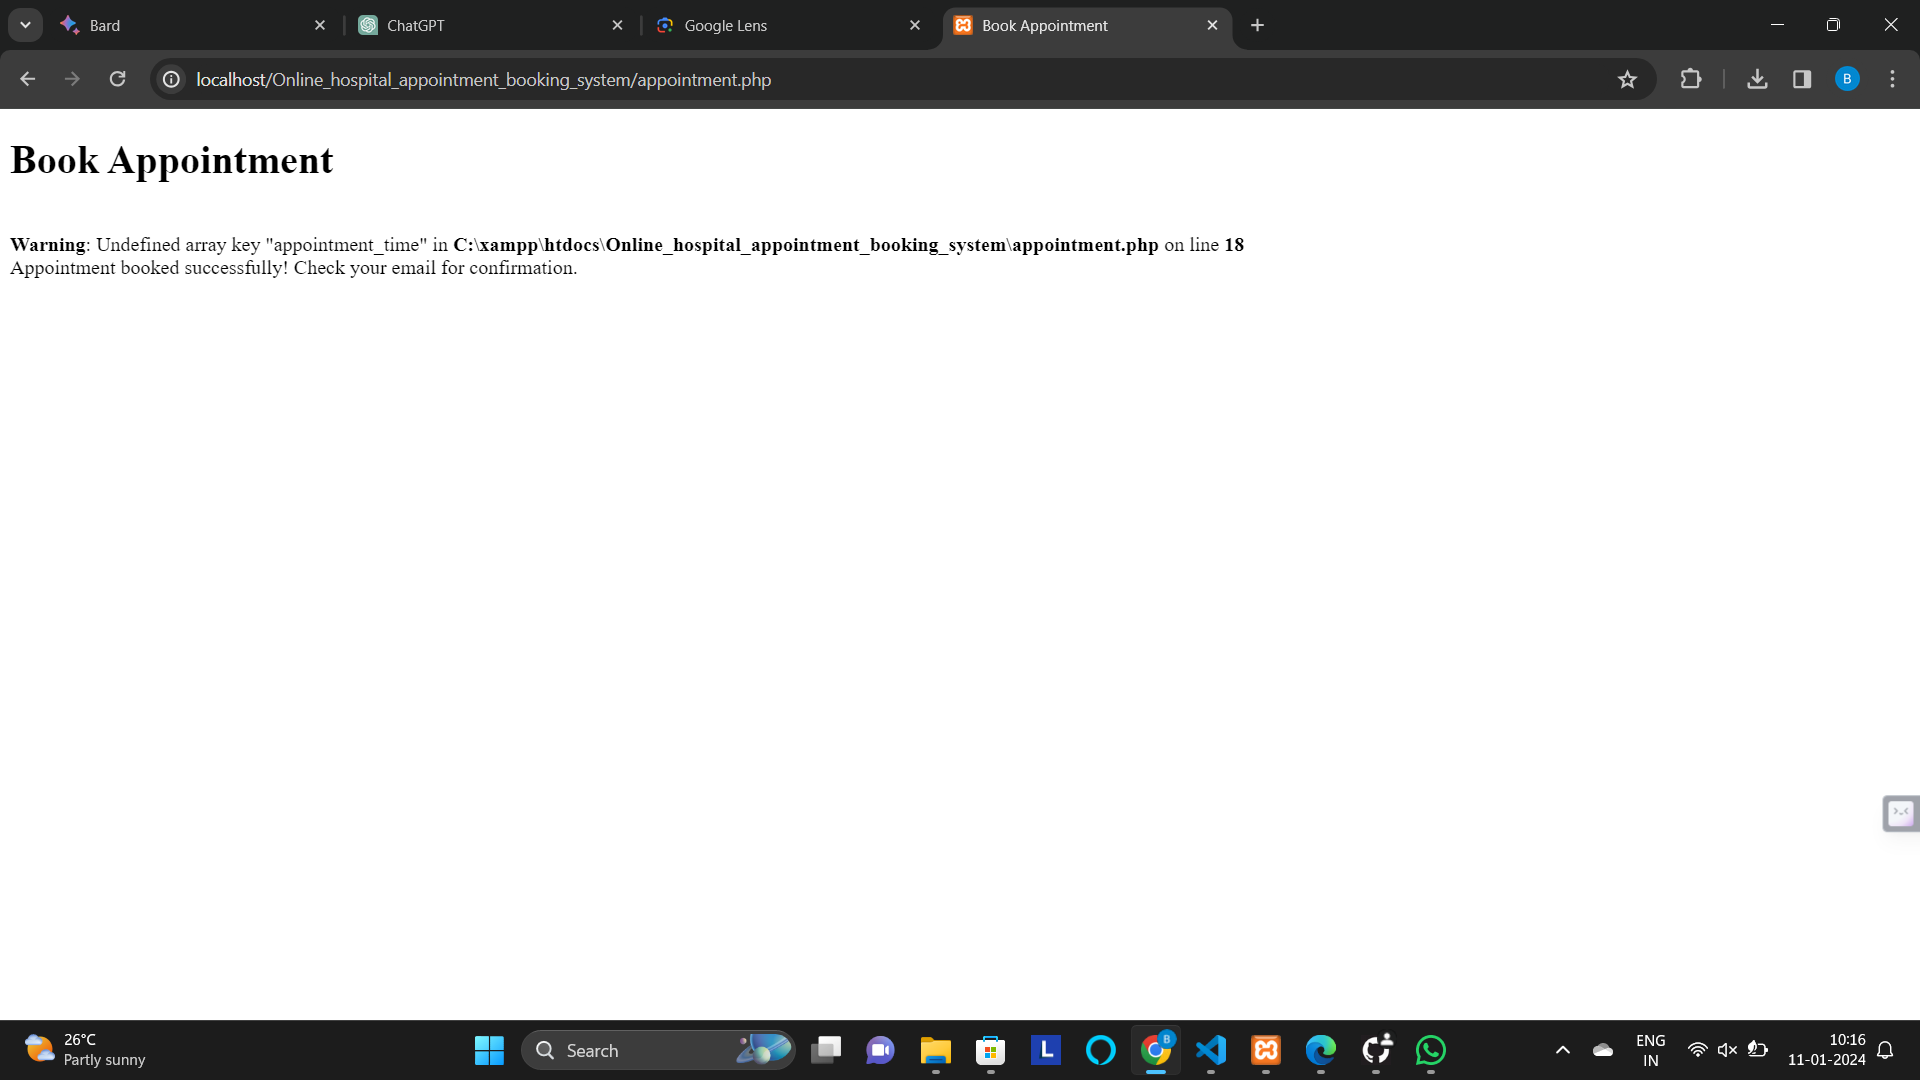 Bard
ChatGPT
Google Lens
Book Appointment
localhost/Online_hospital_appointment_booking_system/appointment.php
B
Book Appointment
Warning: Undefined array key "appointment_time" in C:\xampp\htdocs\Online_hospital_appointment_booking_system\appointment.php on line 18
Appointment booked successfully! Check your email for confirmation.
26°C
Partly sunny
Search
L
B
ENG
IN
10:16
11-01-2024